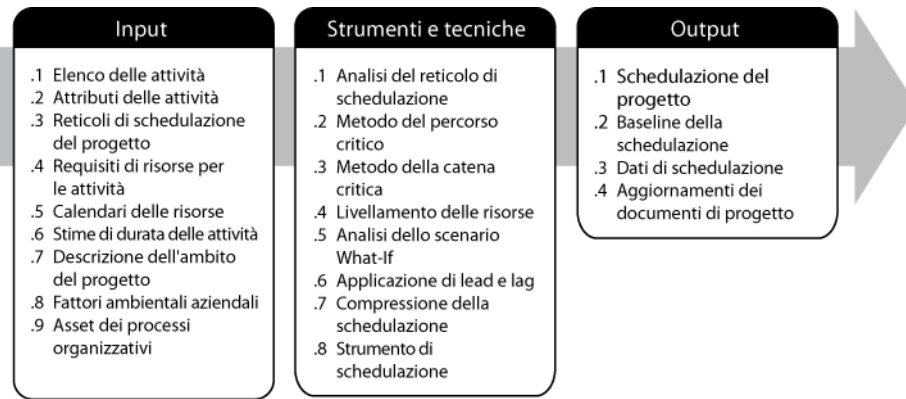 Input
.1 Elenco delle attività
.2 Attributi delle attività
.3 Reticoli di schedulazione
del progetto
.4 Requisiti di risorse per
le attività
.5 Calendari delle risorse
.6 Stime di durata delle attività
.7 Descrizione dell'ambito
del progetto
.8 Fattori ambientali aziendali
.9 Asset dei processi
organizzativi
Strumenti e tecniche
.1 Analisi del reticolo di
schedulazione
.2 Metodo del percorso
critico
.3 Metodo della catena
critica
.4 Livellamento delle risorse
.5 Analisi dello scenario
What-If
.6 Applicazione di lead e lag
.7 Compressione della
schedulazione
.8 Strumento di
schedulazione
Output
.1 Schedulazione del
progetto
.2 Baseline della
schedulazione
.3 Dati di schedulazione
.4 Aggiornamenti dei
documenti di progetto